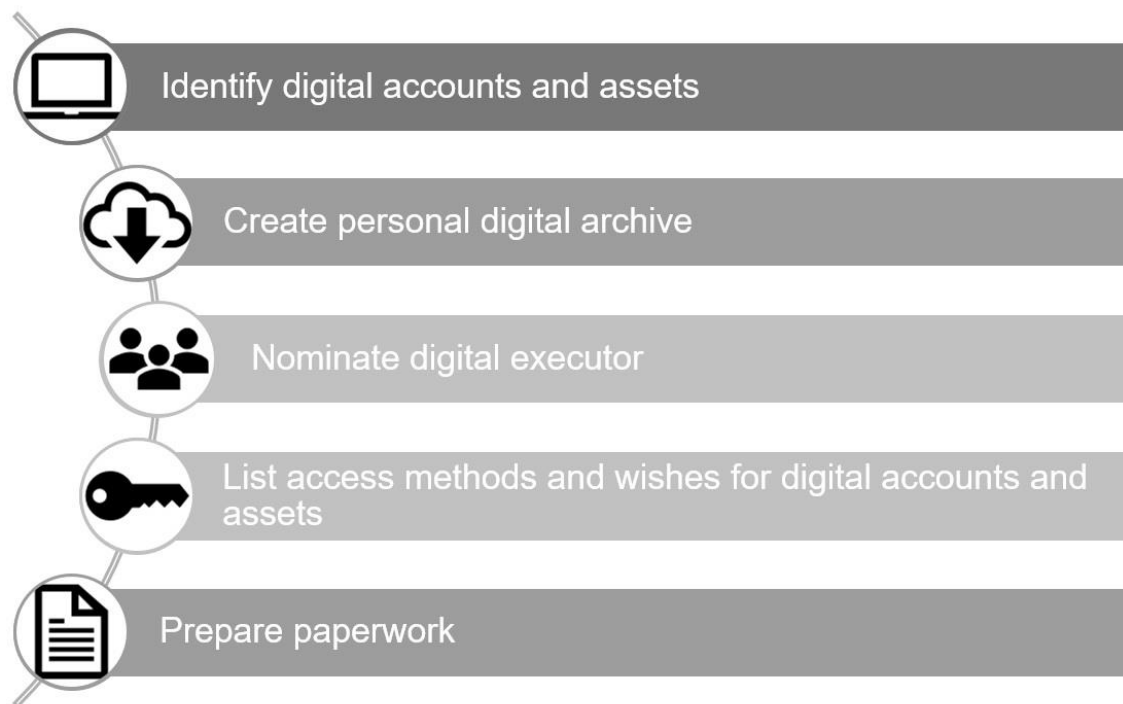 Identify digital accounts and assets
Create personal digital archive
Nominate digital executor
List access methods and wishes for digital accounts and
assets
Prepare paperwork